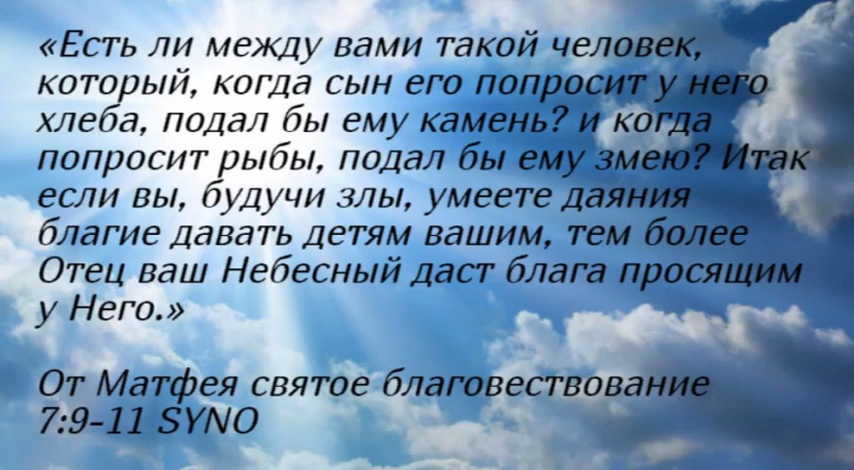 «Есть ли между вами такой человек,
который, когда сын его попросит у него
хлеба, подал бы ему камень? и когда
попросит рыбы, подал бы ему змею? Итак
если вы, будучи злы, умеете даяния
благие давать детям вашим, тем более
Отец ваш Небесный даст блага просящим
у Него.»
От Матфея святое благовествование
7:9-11 SYNO